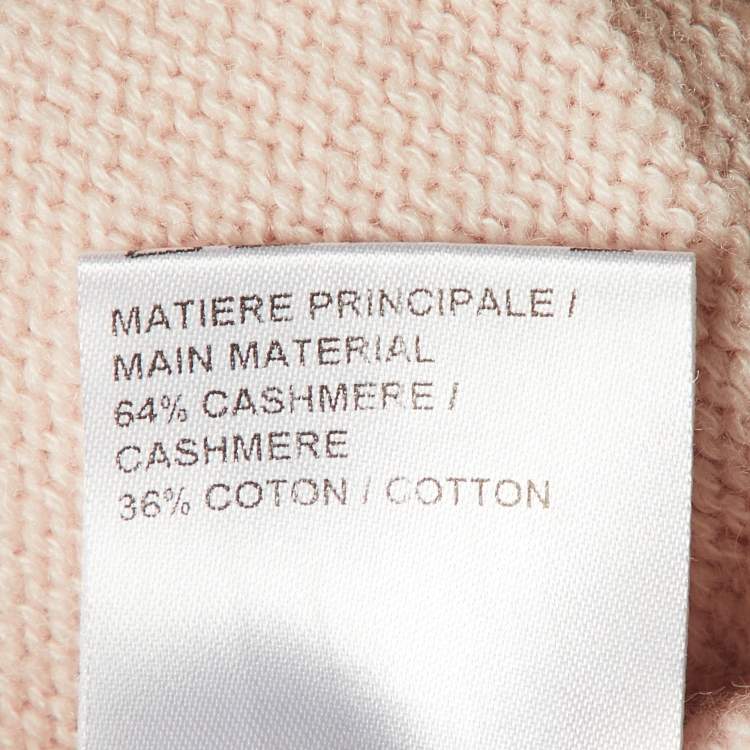 MATIERE PRINCIPALE /
MAIN MATERIAL
64% CASHMERE /
CASHMERE
36% COTON / COTTON